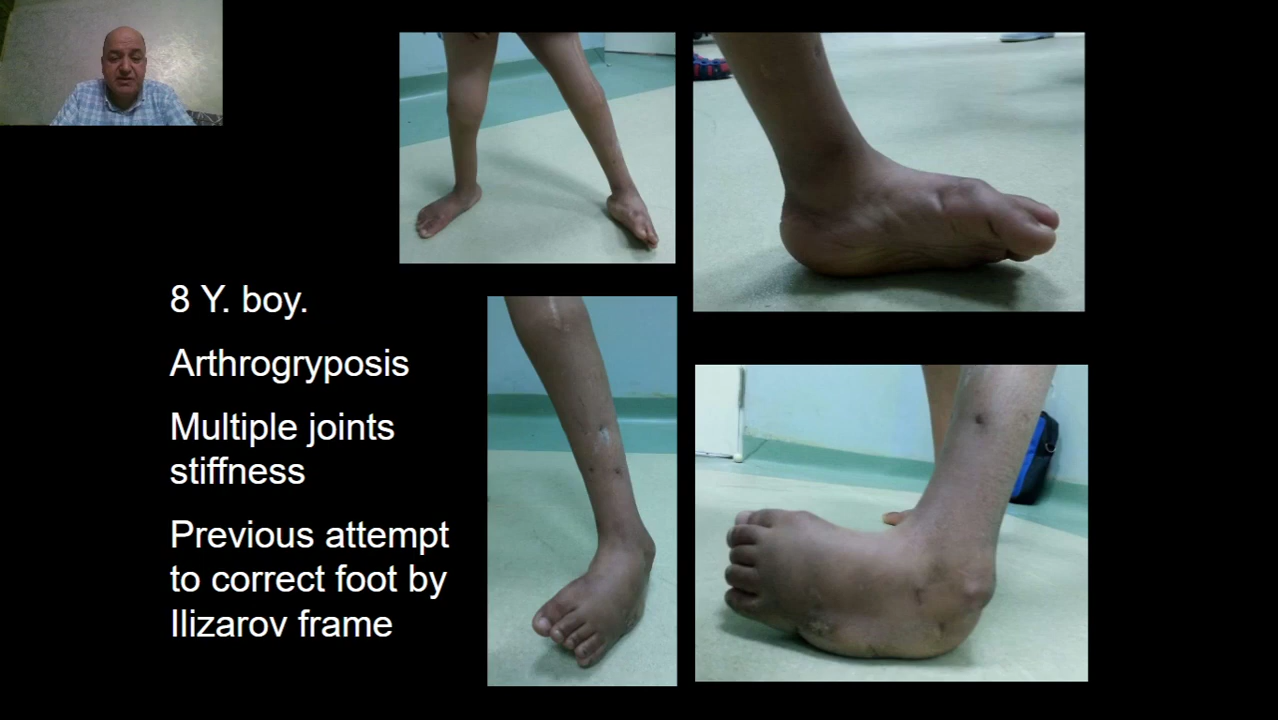 8 Y. boy.
Arthrogryposis
Multiple joints
stiffness
Previous attempt
to correct foot by
Ilizarov frame